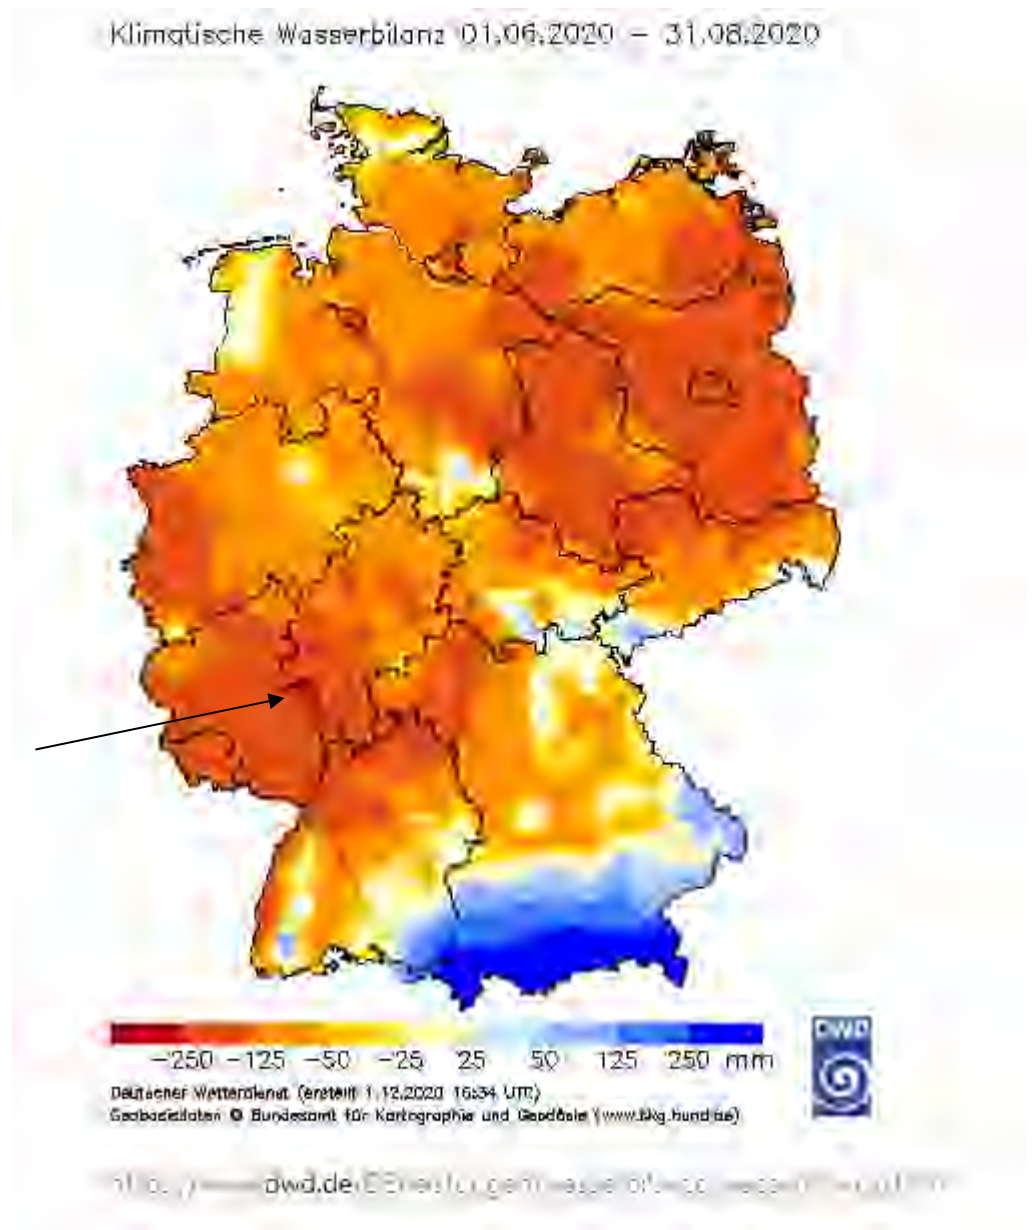 Klimatische Wasserbilanz 01.06.2020 – 31.08.2020
−250 −125 −50 −25 25 50 125 250 mm
DWD
Deutscher Wetterdienst (erstellt 1.12.2020 16:34 UTC)
Geobasisdaten © Bundesamt für Kartographie und Geodäsie (www.bkg.bund.de)
dwd.de